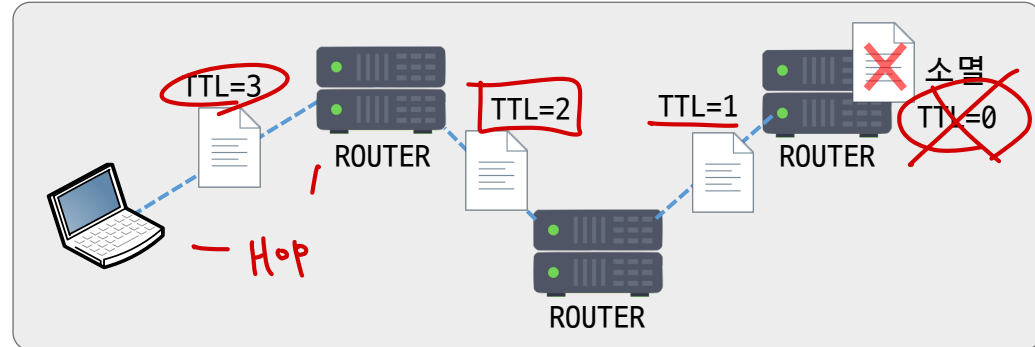 TTL=3
ROUTER
TTL=2
ROUTER
TTL=1
ROUTER
소멸
TTL=0
Hop